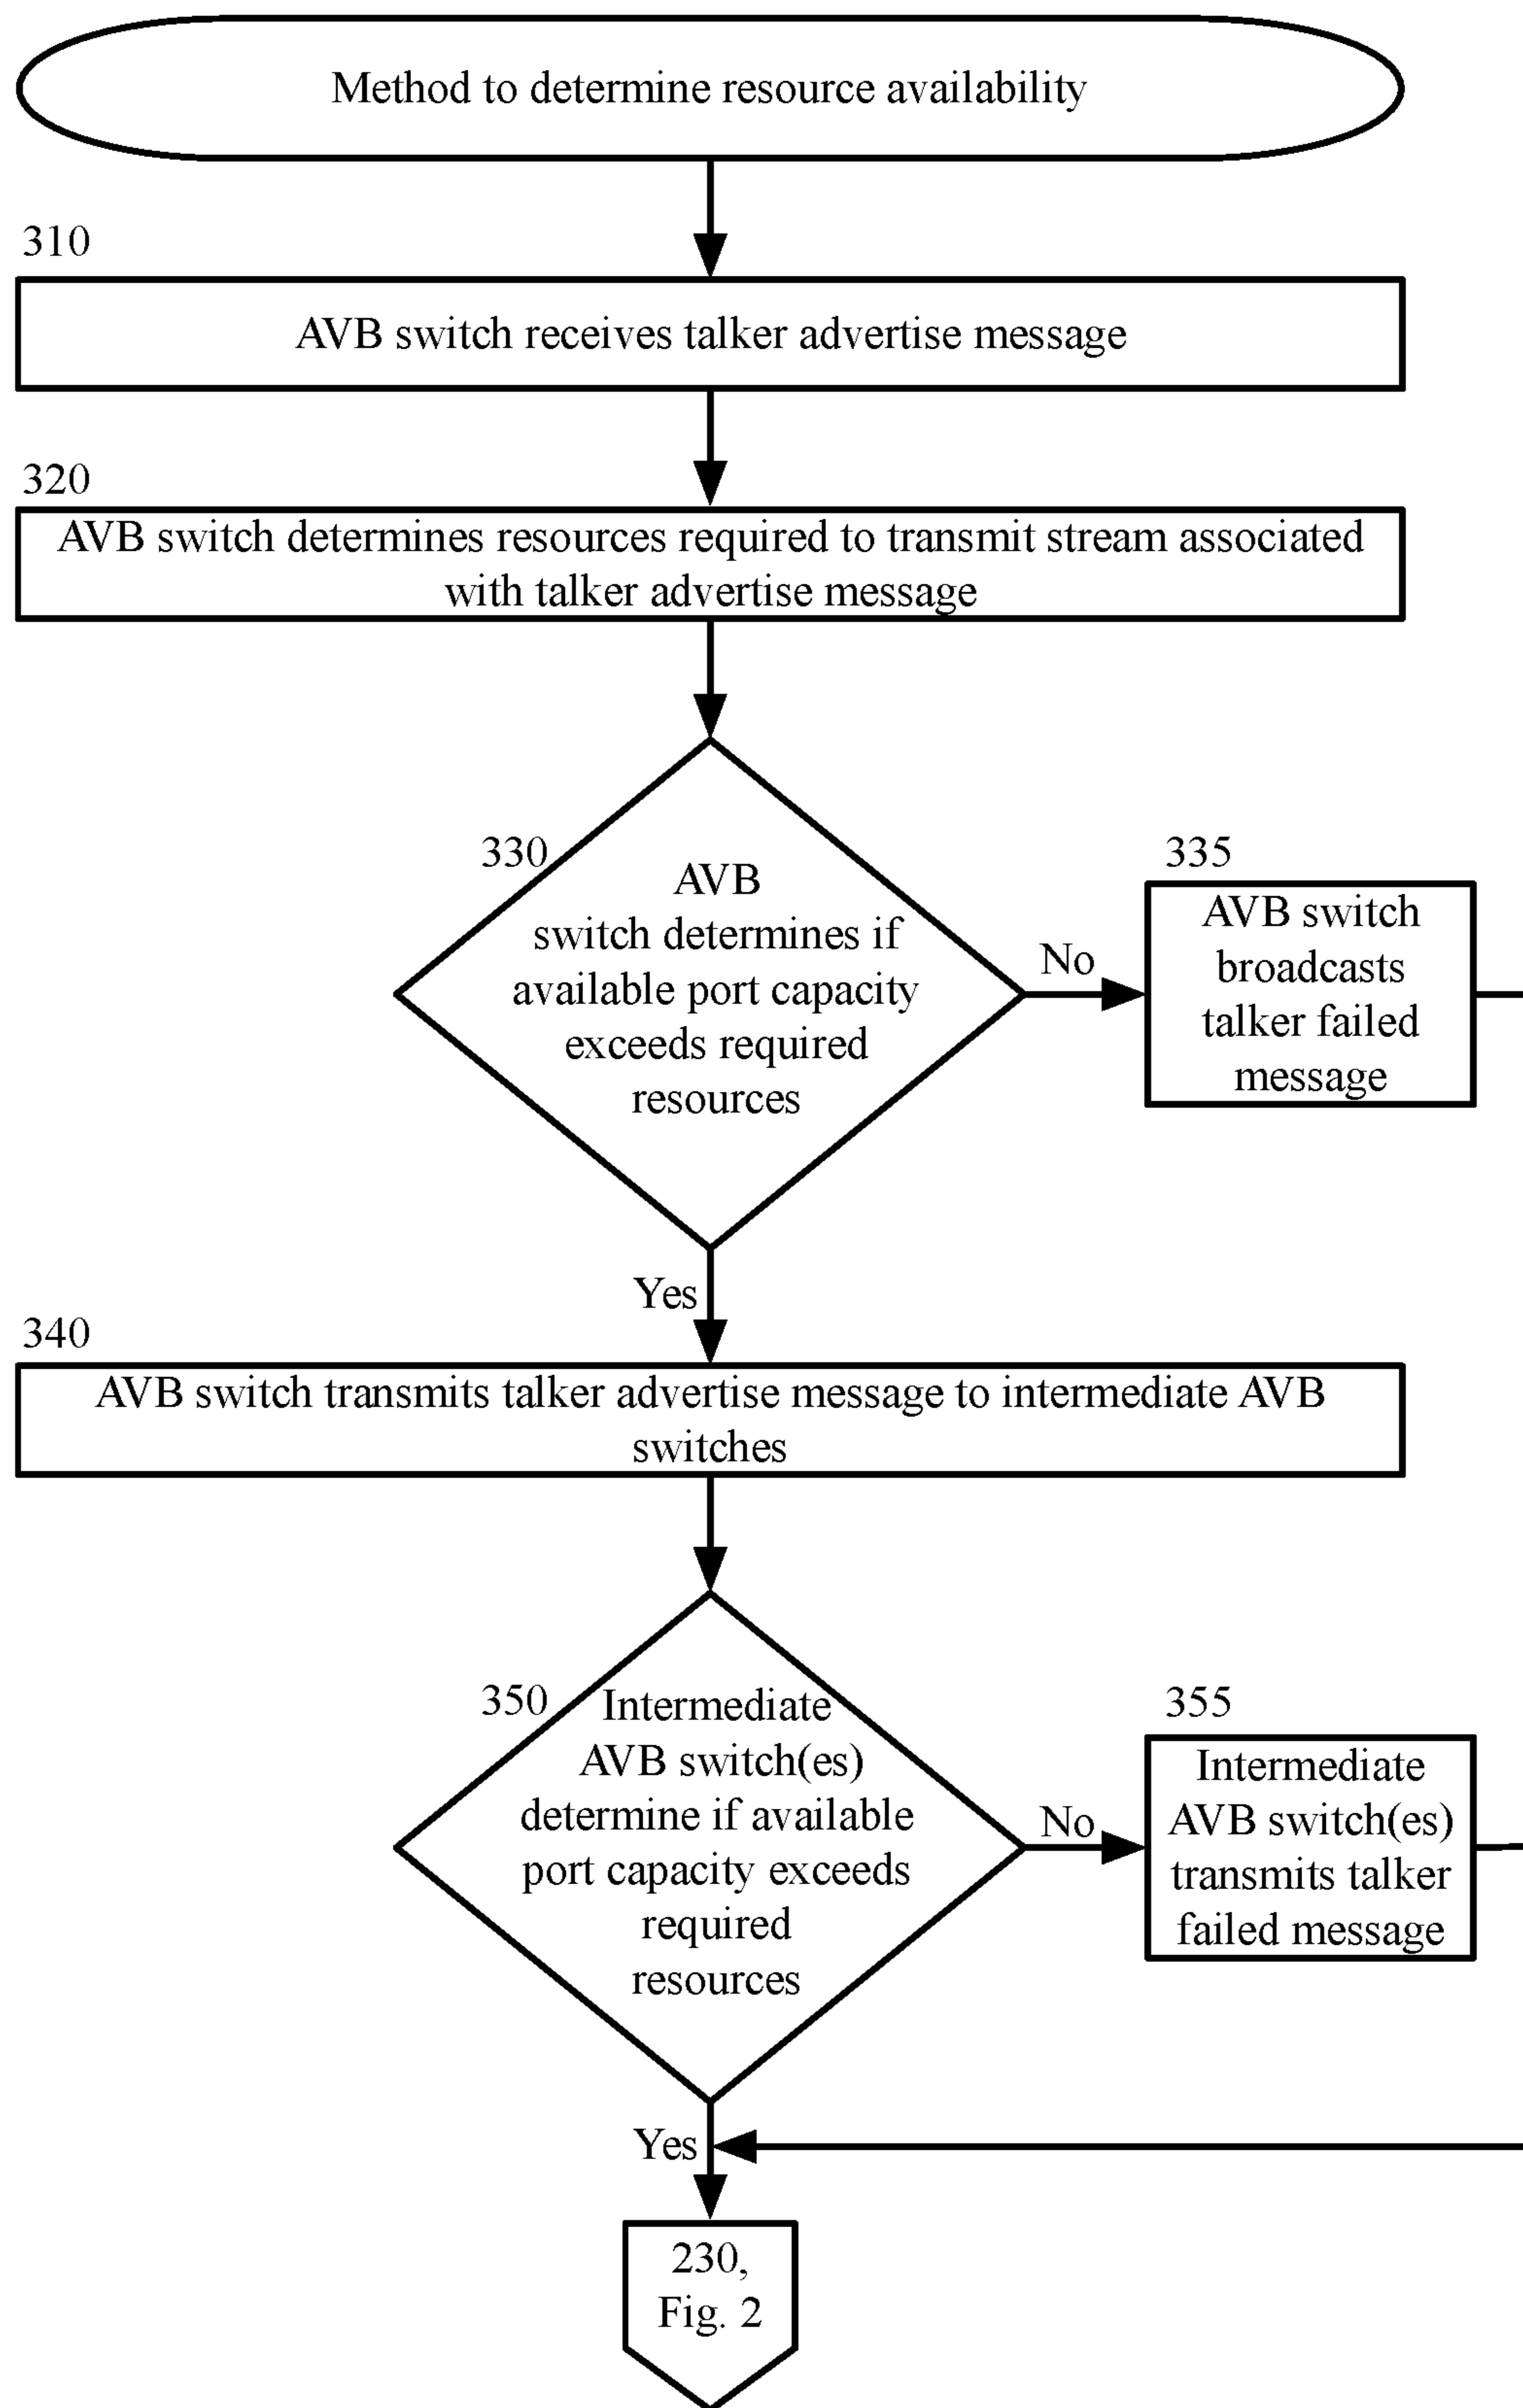 Method to determine resource availability
310
AVB switch receives talker advertise message
320
AVB switch determines resources required to transmit stream associated
with talker advertise message
330
AVB
switch determines if
available port capacity
exceeds required
resources
No
335
AVB switch
broadcasts
talker failed
message
Yes
340
AVB switch transmits talker advertise message to intermediate AVB
switches
350
Intermediate
AVB switch(es)
determine if available
port capacity exceeds
required
resources
No
355
Intermediate
AVB switch(es)
transmits talker
failed message
Yes
230,
Fig. 2